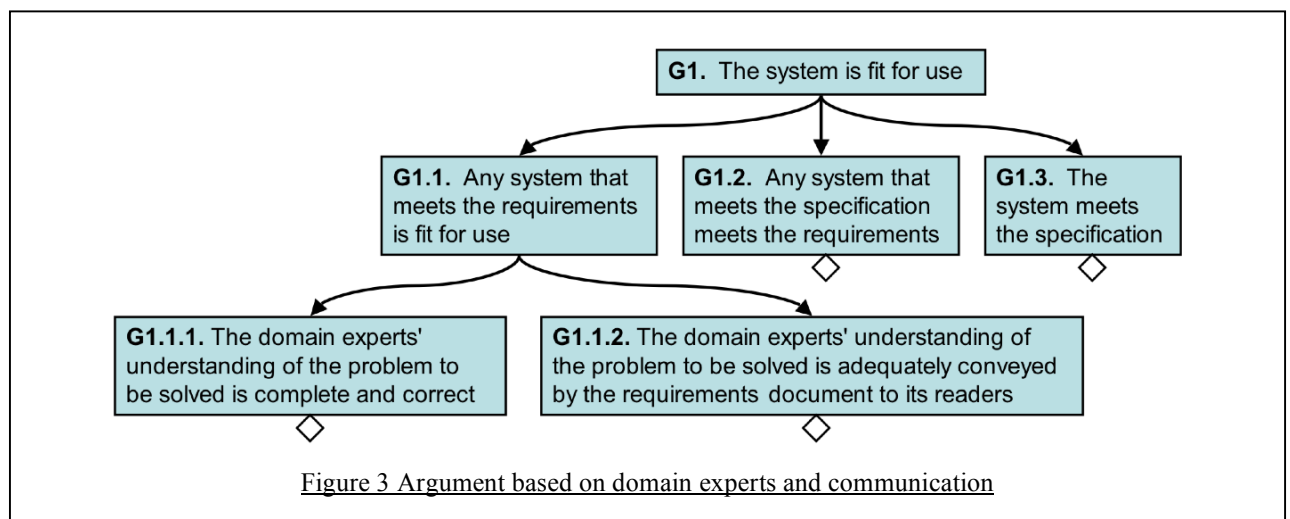 G1. The system is fit for use
G1.1. Any system that
meets the requirements
is fit for use
G1.2. Any system that
meets the specification
meets the requirements
G1.3. The
system meets
the specification
G1.1.1. The domain experts'
understanding of the problem to
be solved is complete and correct
G1.1.2. The domain experts' understanding of
the problem to be solved is adequately conveyed
by the requirements document to its readers
Figure 3 Argument based on domain experts and communication